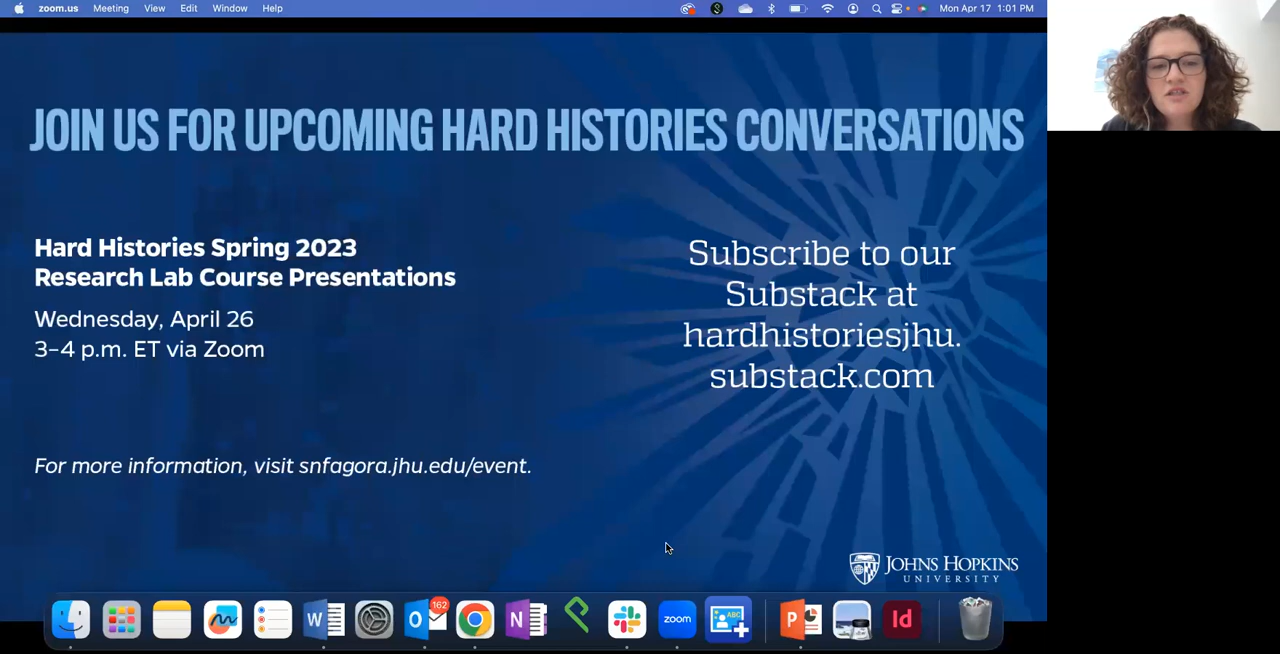 zoom.us Meeting View Edit Window Help Mon Apr 17 1:01 PM
JOIN US FOR UPCOMING HARD HISTORIES CONVERSATIONS
Hard Histories Spring 2023
Research Lab Course Presentations
Wednesday, April 26
3–4 p.m. ET via Zoom
For more information, visit snfagora.jhu.edu/event.
Subscribe to our
Substack at
hardhistoriesjhu.
substack.com
JOHNS HOPKINS
UNIVERSITY
W O 162 N zoom ABC P Id